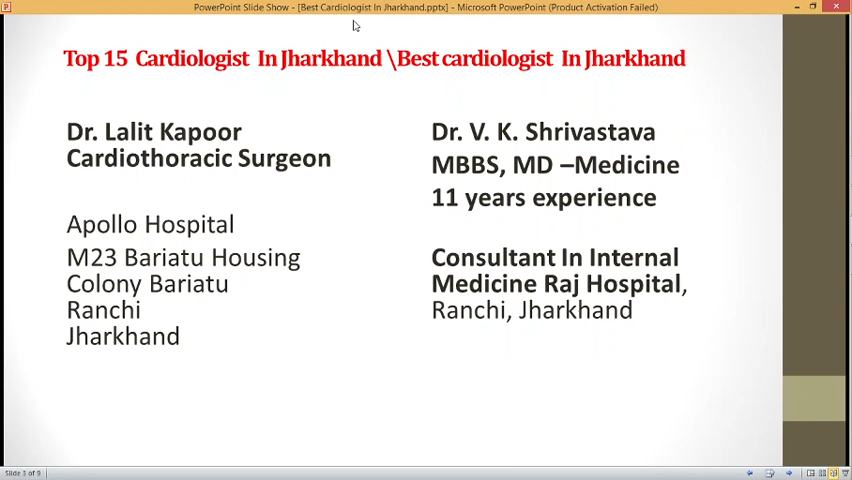 PowerPoint Slide Show - [Best Cardiologist In Jharkhand.pptx] - Microsoft PowerPoint (Product Activation Failed)
Top 15 Cardiologist In Jharkhand \Best cardiologist In Jharkhand
Dr. Lalit Kapoor
Cardiothoracic Surgeon
Apollo Hospital
M23 Bariatu Housing
Colony Bariatu
Ranchi
Jharkhand
Dr. V. K. Shrivastava
MBBS, MD –Medicine
11 years experience
Consultant In Internal
Medicine Raj Hospital,
Ranchi, Jharkhand
Slide 3 of 9